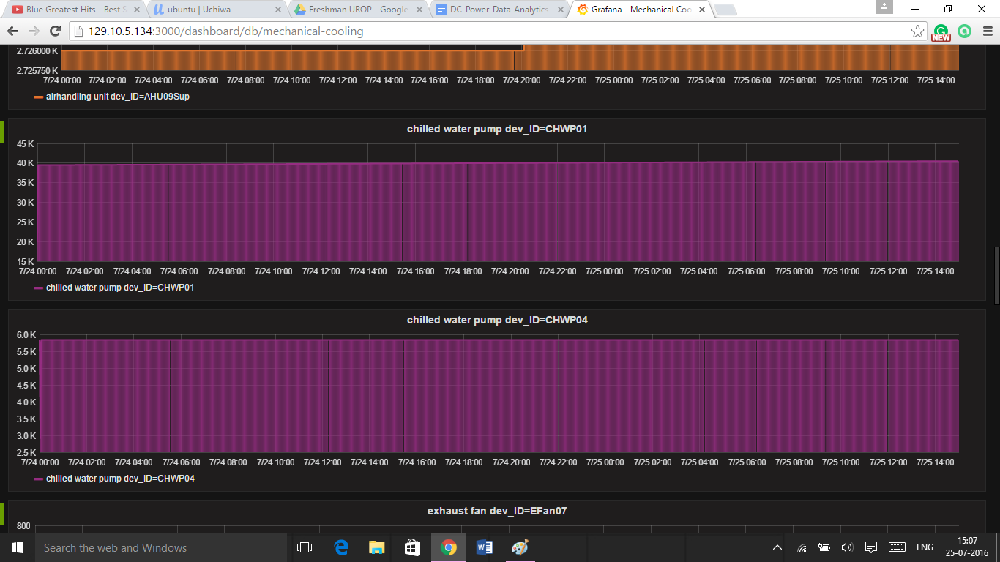 Blue Greatest Hits - Best S
ubuntu | Uchiwa
Freshman UROP - Google
DC-Power-Data-Analytics
Grafana - Mechanical Coo
129.10.5.134:3000/dashboard/db/mechanical-cooling
NEW
2.726000 K
2.725750 K
7/24 00:00 7/24 02:00 7/24 04:00 7/24 06:00 7/24 08:00 7/24 10:00 7/24 12:00 7/24 14:00 7/24 16:00 7/24 18:00 7/24 20:00 7/24 22:00 7/25 00:00 7/25 02:00 7/25 04:00 7/25 06:00 7/25 08:00 7/25 10:00 7/25 12:00 7/25 14:00
airhandling unit dev_ID=AHU09Sup
chilled water pump dev_ID=CHWP01
45 K
40 K
35 K
30 K
25 K
20 K
15 K
7/24 00:00 7/24 02:00 7/24 04:00 7/24 06:00 7/24 08:00 7/24 10:00 7/24 12:00 7/24 14:00 7/24 16:00 7/24 18:00 7/24 20:00 7/24 22:00 7/25 00:00 7/25 02:00 7/25 04:00 7/25 06:00 7/25 08:00 7/25 10:00 7/25 12:00 7/25 14:00
chilled water pump dev_ID=CHWP01
chilled water pump dev_ID=CHWP04
6.0 K
5.5 K
5.0 K
4.5 K
4.0 K
3.5 K
3.0 K
2.5 K
7/24 00:00 7/24 02:00 7/24 04:00 7/24 06:00 7/24 08:00 7/24 10:00 7/24 12:00 7/24 14:00 7/24 16:00 7/24 18:00 7/24 20:00 7/24 22:00 7/25 00:00 7/25 02:00 7/25 04:00 7/25 06:00 7/25 08:00 7/25 10:00 7/25 12:00 7/25 14:00
chilled water pump dev_ID=CHWP04
exhaust fan dev_ID=EFan07
800
Search the web and Windows
ENG
15:07
25-07-2016